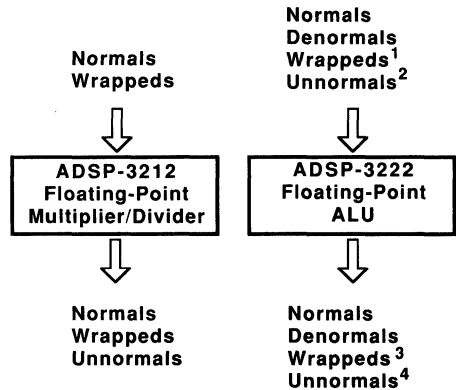 Normals
Wrappeds
ADSP-3212
Floating-Point
Multiplier/Divider
Normals
Wrappeds
Unnormals
Normals
Denormals
Wrappeds¹
Unnormals²
ADSP-3222
Floating-Point
ALU
Normals
Denormals
Wrappeds³
Unnormals⁴